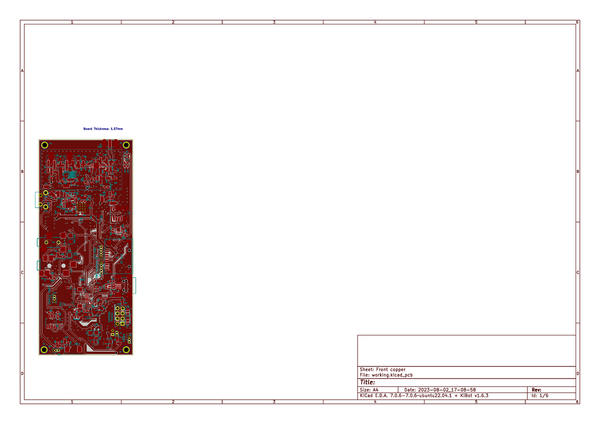 1 2 3 4 5 6
A A
Board Thickness: 1.57mm
B B
C C
D D
Sheet: Front copper
File: working.kicad_pcb
Title:
Size: A4 Date: 2023-08-02_17-08-58 Rev:
KiCad E.D.A. 7.0.6-7.0.6~ubuntu22.04.1 + KiBot v1.6.3 Id: 1/6
1 2 3 4 5 6